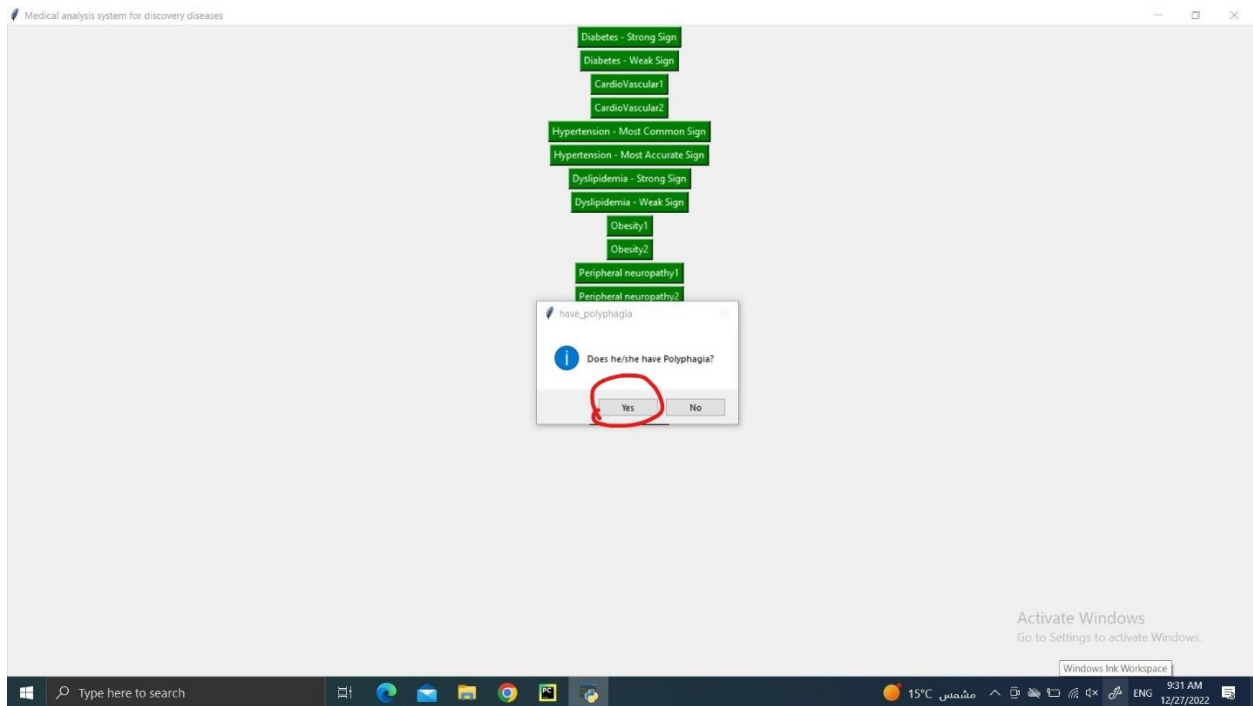 Medical analysis system for discovery diseases
Diabetes - Strong Sign
Diabetes - Weak Sign
CardioVascular1
CardioVascular2
Hypertension - Most Common Sign
Hypertension - Most Accurate Sign
Dyslipidemia - Strong Sign
Dyslipidemia - Weak Sign
Obesity1
Obesity2
Peripheral neuropathy1
Peripheral neuropathy2
have_polyphagia
Does he/she have Polyphagia?
Yes No
Activate Windows
Go to Settings to activate Windows.
Windows Ink Workspace
Type here to search
PC
15°C مشمس
ENG
9:31 AM
12/27/2022